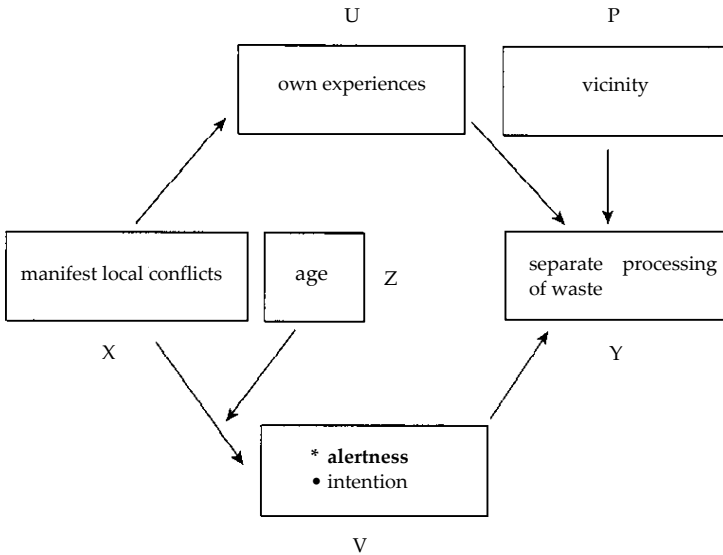 U
P
own experiences
vicinity
manifest local conflicts
age
Z
separate processing
of waste
X
Y
* alertness
• intention
V